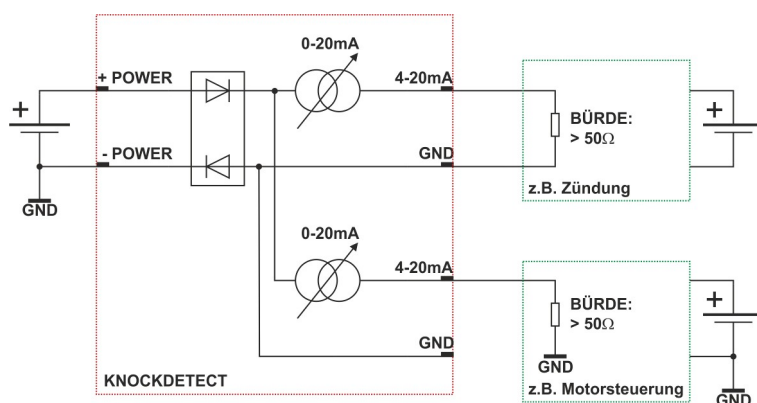 0-20mA
+ POWER
4-20mA
+
BÜRDE:
> 50Ω
+
- POWER
GND
z.B. Zündung
GND
0-20mA
4-20mA
+
BÜRDE:
> 50Ω
GND
GND
KNOCKDETECT
z.B. Motorsteuerung
GND